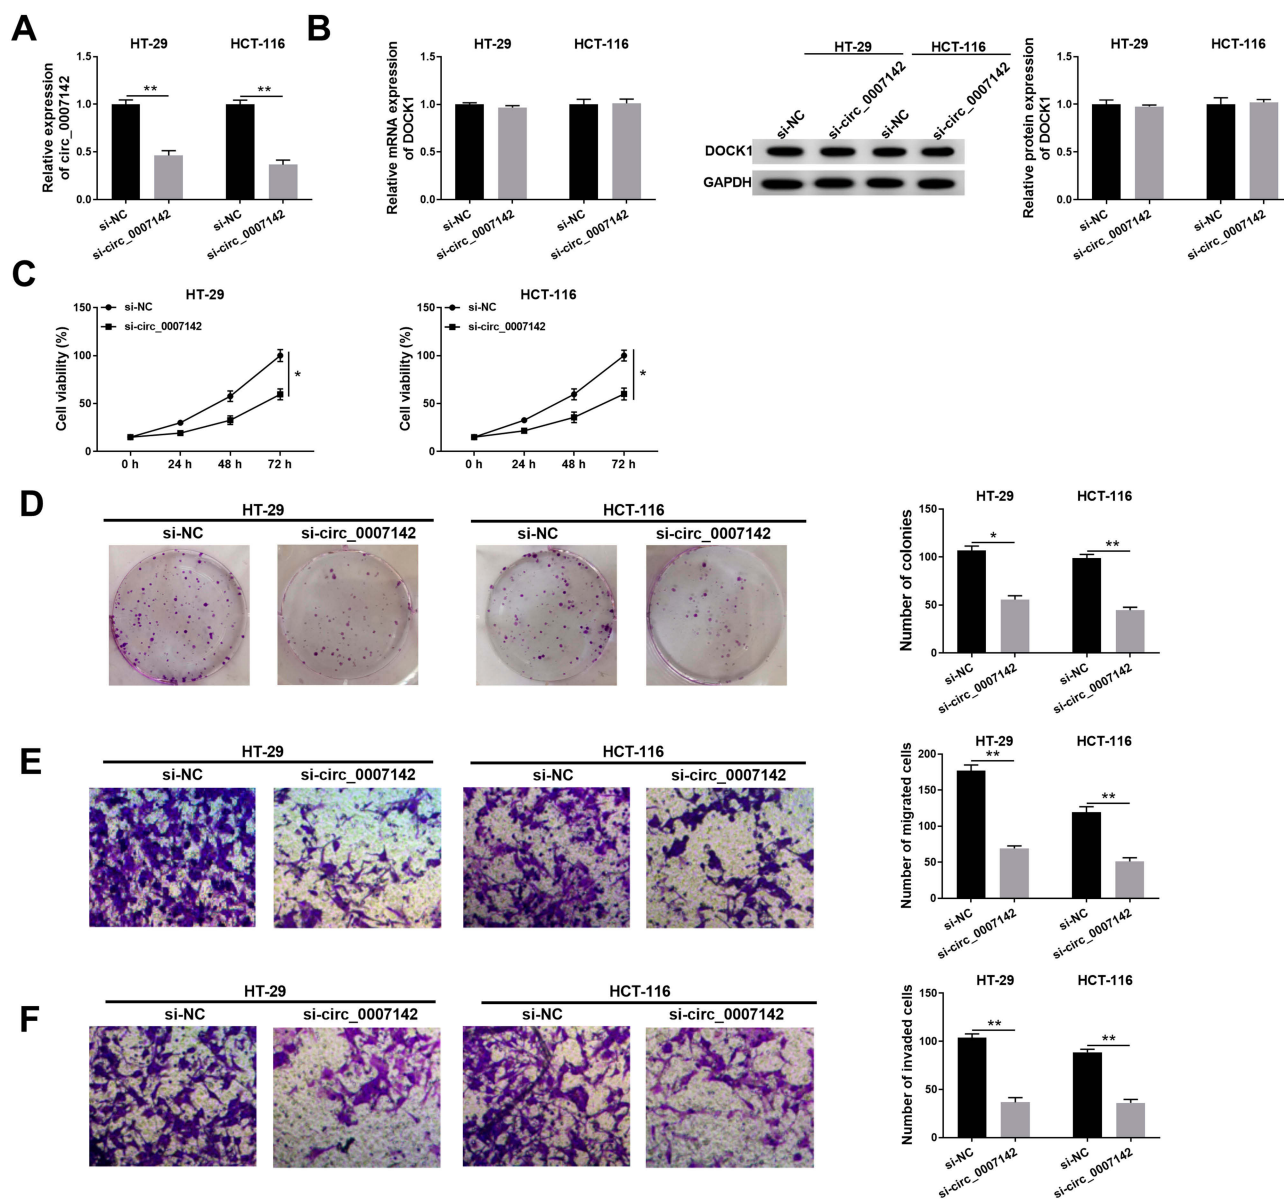 A
HT-29 HCT-116
Relative expression
of circ_0007142
1.5
1.0
0.5
0.0
** **
si-NC si-circ_0007142 si-NC si-circ_0007142
B
HT-29 HCT-116
Relative mRNA expression
of DOCK1
1.5
1.0
0.5
0.0
si-NC si-circ_0007142 si-NC si-circ_0007142
HT-29 HCT-116
si-NC si-circ_0007142 si-NC si-circ_0007142
DOCK1
GAPDH
HT-29 HCT-116
Relative protein expression
of DOCK1
1.5
1.0
0.5
0.0
si-NC si-circ_0007142 si-NC si-circ_0007142
C
HT-29
Cell viability (%)
150
100
50
0
si-NC
si-circ_0007142
*
0 h 24 h 48 h 72 h
HCT-116
Cell viability (%)
150
100
50
0
si-NC
si-circ_0007142
*
0 h 24 h 48 h 72 h
D
HT-29 HCT-116
si-NC si-circ_0007142 si-NC si-circ_0007142
HT-29 HCT-116
Number of colonies
150
100
50
0
* **
si-NC si-circ_0007142 si-NC si-circ_0007142
E
HT-29 HCT-116
si-NC si-circ_0007142 si-NC si-circ_0007142
HT-29 HCT-116
Number of migrated cells
200
150
100
50
0
** **
si-NC si-circ_0007142 si-NC si-circ_0007142
F
HT-29 HCT-116
si-NC si-circ_0007142 si-NC si-circ_0007142
HT-29 HCT-116
Number of invaded cells
150
100
50
0
** **
si-NC si-circ_0007142 si-NC si-circ_0007142